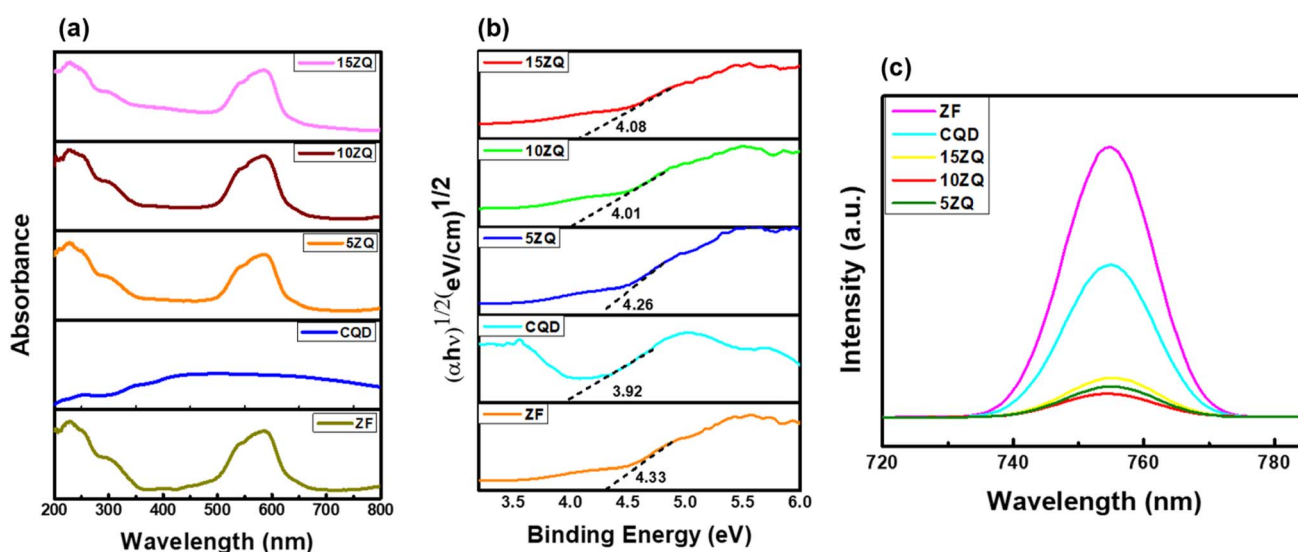 (a)
15ZQ
10ZQ
5ZQ
CQD
ZF
Absorbance
200 300 400 500 600 700 800
Wavelength (nm)
(b)
15ZQ
4.08
10ZQ
4.01
5ZQ
4.26
CQD
3.92
ZF
4.33
(αhν)1/2(eV/cm)1/2
3.5 4.0 4.5 5.0 5.5 6.0
Binding Energy (eV)
(c)
ZF
CQD
15ZQ
10ZQ
5ZQ
Intensity (a.u.)
720 740 760 780
Wavelength (nm)